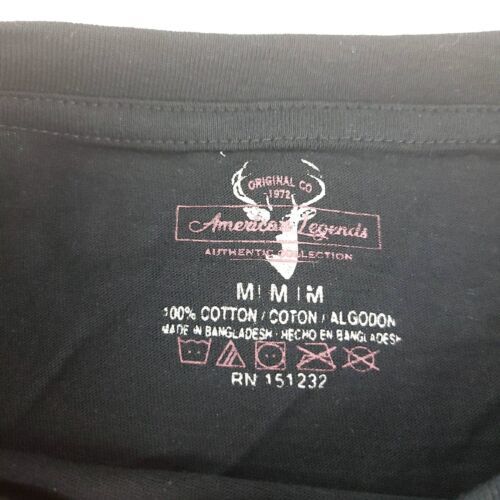 ORIGINAL CO
1972
American Legends
AUTHENTIC COLLECTION
M | M | M
100% COTTON / COTON / ALGODON
MADE IN BANGLADESH · HECHO EN BANGLADESH
RN 151232